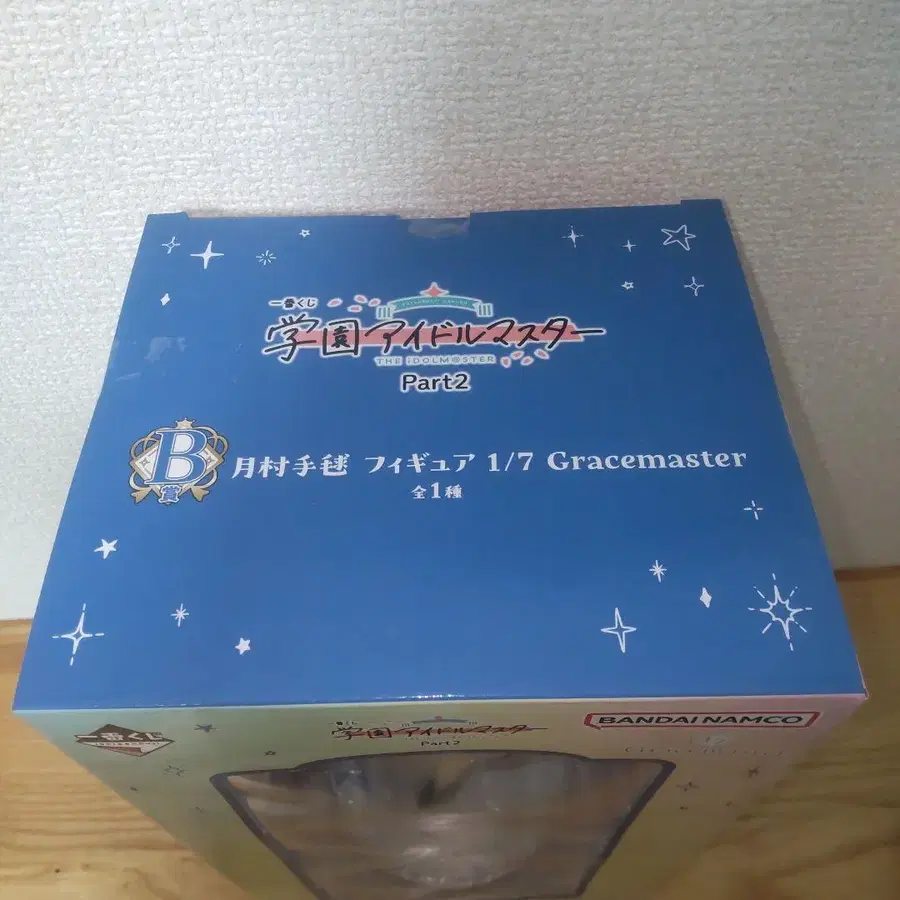 一番くじ
学園アイドルマスター
THE IDOLM@STER
Part2
B賞
月村手毬 フィギュア 1/7 Gracemaster
全1種
一番くじ
学園アイドルマスター
Part2
BANDAI NAMCO